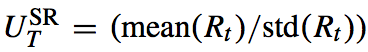 U_T^{SR} = (mean(R_t)/std(R_t))